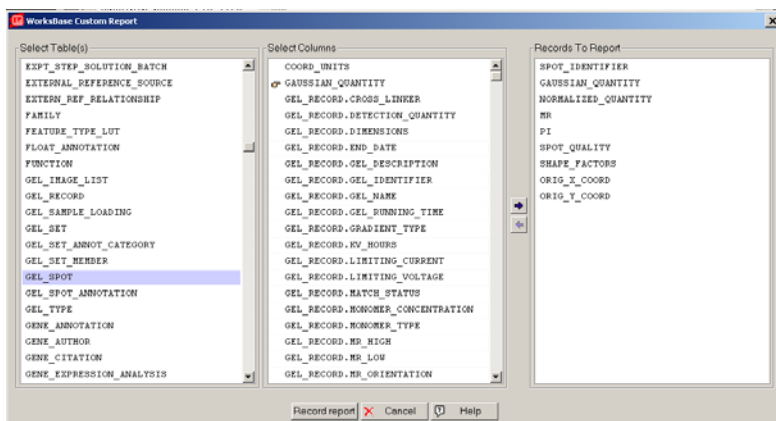 WorksBase Custom Report
Select Table(s)
EXPT_STEP_SOLUTION_BATCH
EXTERNAL_REFERENCE_SOURCE
EXTERN_REF_RELATIONSHIP
FAMILY
FEATURE_TYPE_LUT
FLOAT_ANNOTATION
FUNCTION
GEL_IMAGE_LIST
GEL_RECORD
GEL_SAMPLE_LOADING
GEL_SET
GEL_SET_ANNOT_CATEGORY
GEL_SET_MEMBER
GEL_SPOT
GEL_SPOT_ANNOTATION
GEL_TYPE
GENE_ANNOTATION
GENE_AUTHOR
GENE_CITATION
GENE_EXPRESSION_ANALYSIS
Select Columns
COORD_UNITS
GAUSSIAN_QUANTITY
GEL_RECORD.CROSS_LINKER
GEL_RECORD.DETECTION_QUANTITY
GEL_RECORD.DIMENSIONS
GEL_RECORD.END_DATE
GEL_RECORD.GEL_DESCRIPTION
GEL_RECORD.GEL_IDENTIFIER
GEL_RECORD.GEL_NAME
GEL_RECORD.GEL_RUNNING_TIME
GEL_RECORD.GRADIENT_TYPE
GEL_RECORD.KV_HOURS
GEL_RECORD.LIMITING_CURRENT
GEL_RECORD.LIMITING_VOLTAGE
GEL_RECORD.MATCH_STATUS
GEL_RECORD.MONOMER_CONCENTRATION
GEL_RECORD.MONOMER_TYPE
GEL_RECORD.MR_HIGH
GEL_RECORD.MR_LOW
GEL_RECORD.MR_ORIENTATION
Records To Report
SPOT_IDENTIFIER
GAUSSIAN_QUANTITY
NORMALIZED_QUANTITY
MR
PI
SPOT_QUALITY
SHAPE_FACTORS
ORIG_X_COORD
ORIG_Y_COORD
Record report Cancel Help